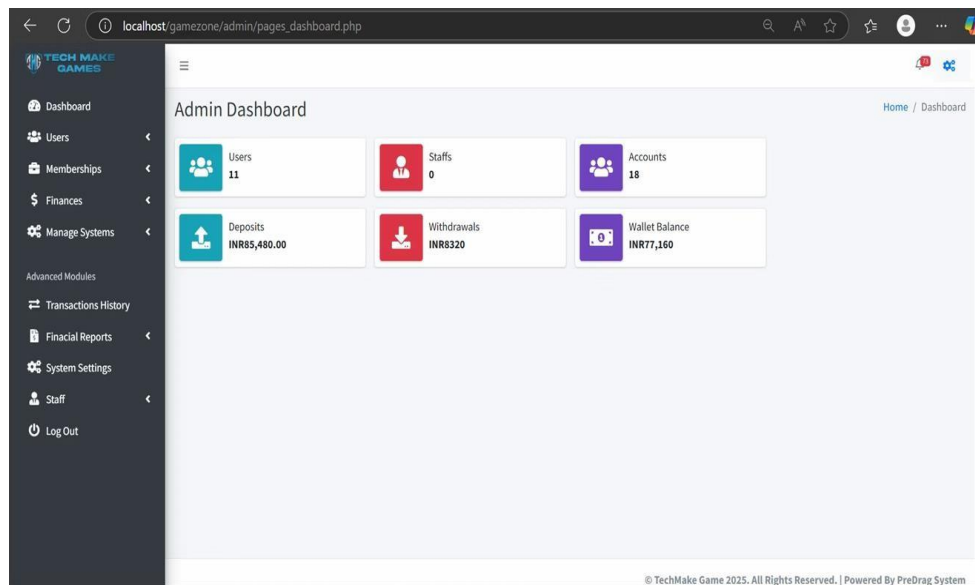 localhost/gamezone/admin/pages_dashboard.php
TECH MAKE
GAMES
73
Dashboard
Users
Memberships
Finances
Manage Systems
Advanced Modules
Transactions History
Finacial Reports
System Settings
Staff
Log Out
Admin Dashboard
Home / Dashboard
Users
11
Staffs
0
Accounts
18
Deposits
INR85,480.00
Withdrawals
INR8320
Wallet Balance
INR77,160
© TechMake Game 2025. All Rights Reserved. | Powered By PreDrag System